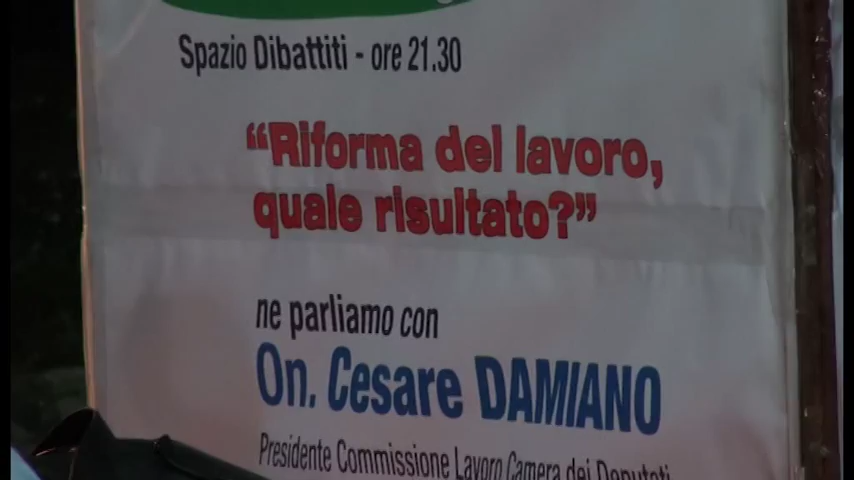 Spazio Dibattiti - ore 21.30
“Riforma del lavoro,
quale risultato?”
ne parliamo con
On. Cesare DAMIANO
Presidente Commissione Lavoro Camera dei Deputati